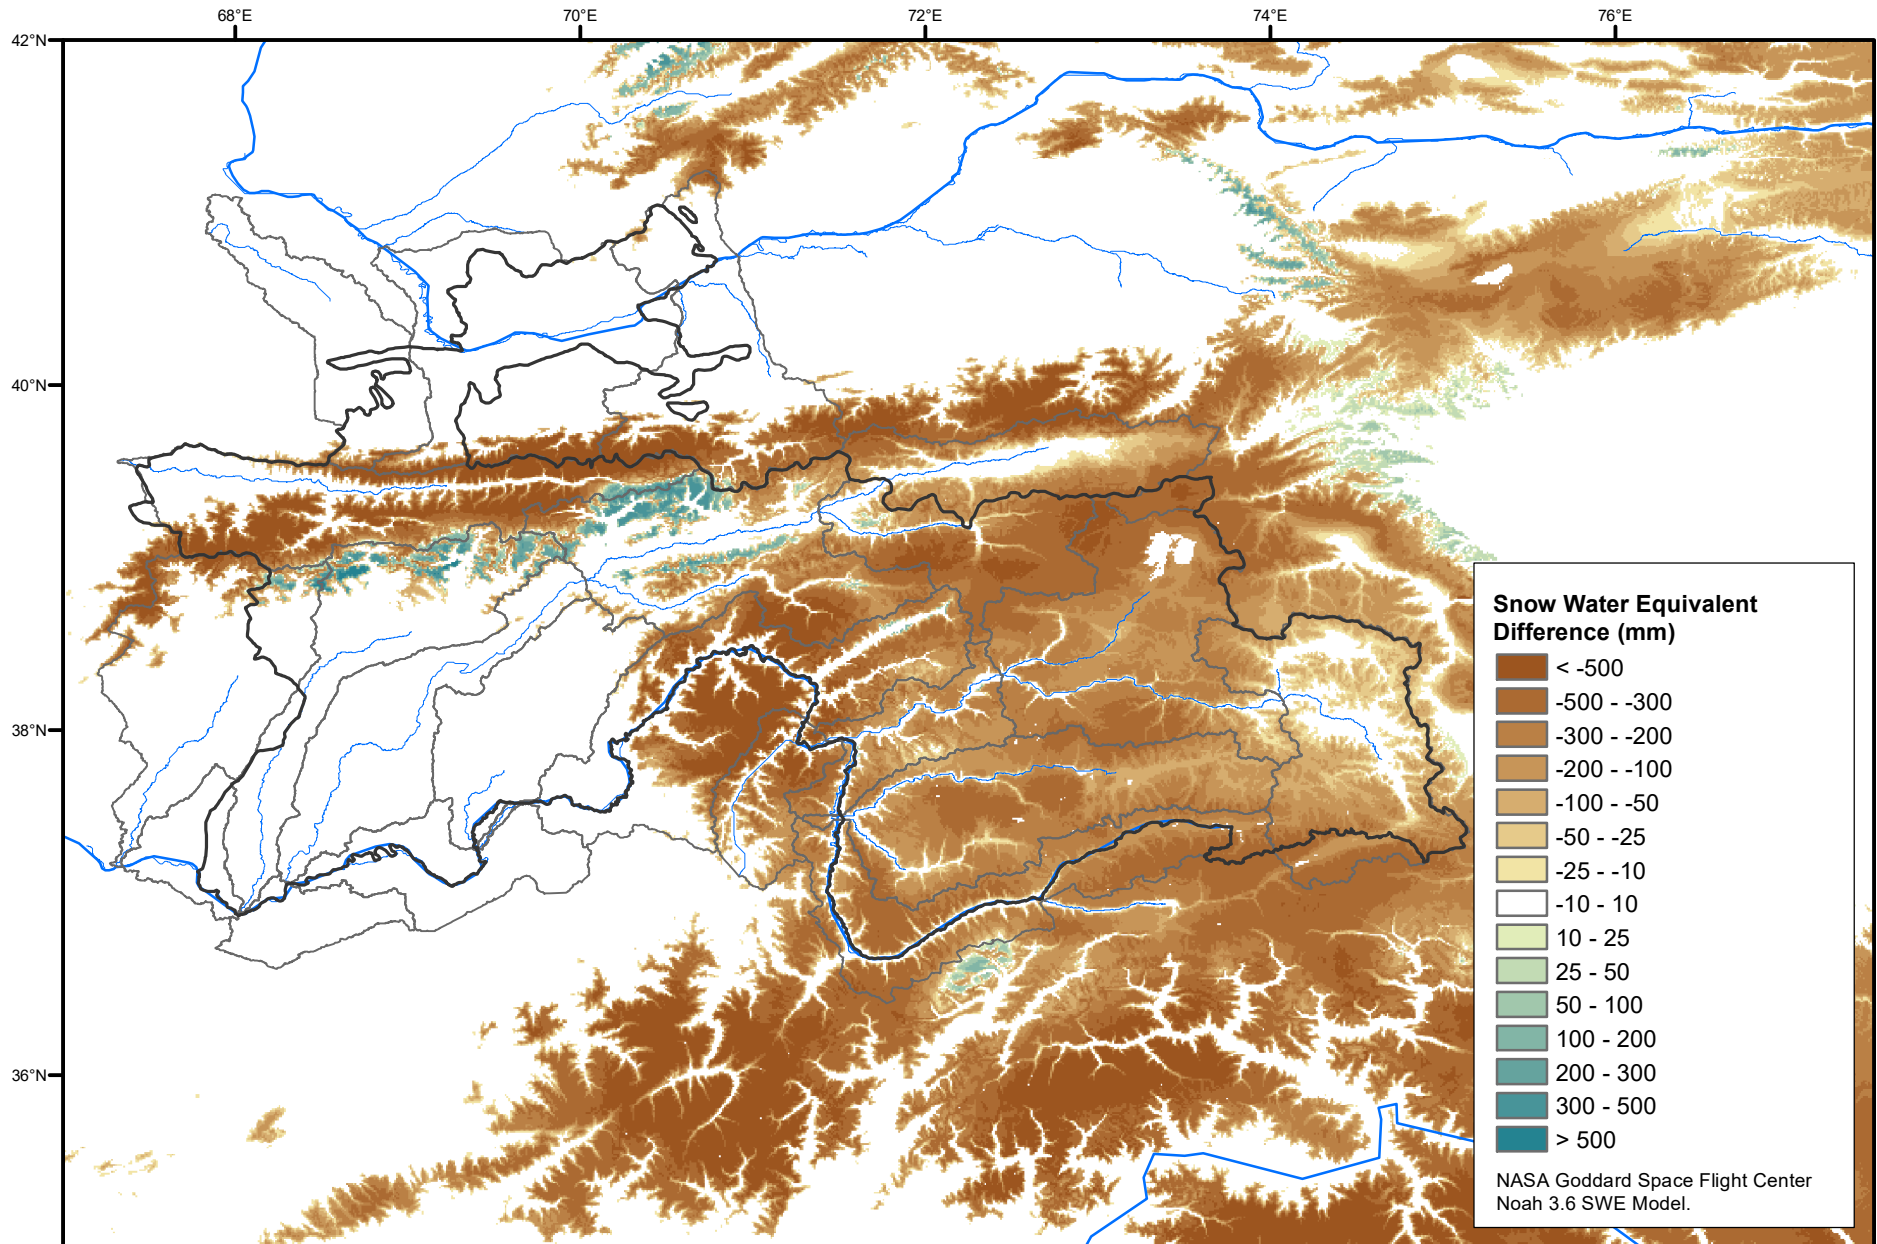 68°E 70°E 72°E 74°E 76°E
42°N
40°N
38°N
36°N
Snow Water Equivalent
Difference (mm)
< -500
-500 - -300
-300 - -200
-200 - -100
-100 - -50
-50 - -25
-25 - -10
-10 - 10
10 - 25
25 - 50
50 - 100
100 - 200
200 - 300
300 - 500
> 500
NASA Goddard Space Flight Center
Noah 3.6 SWE Model.